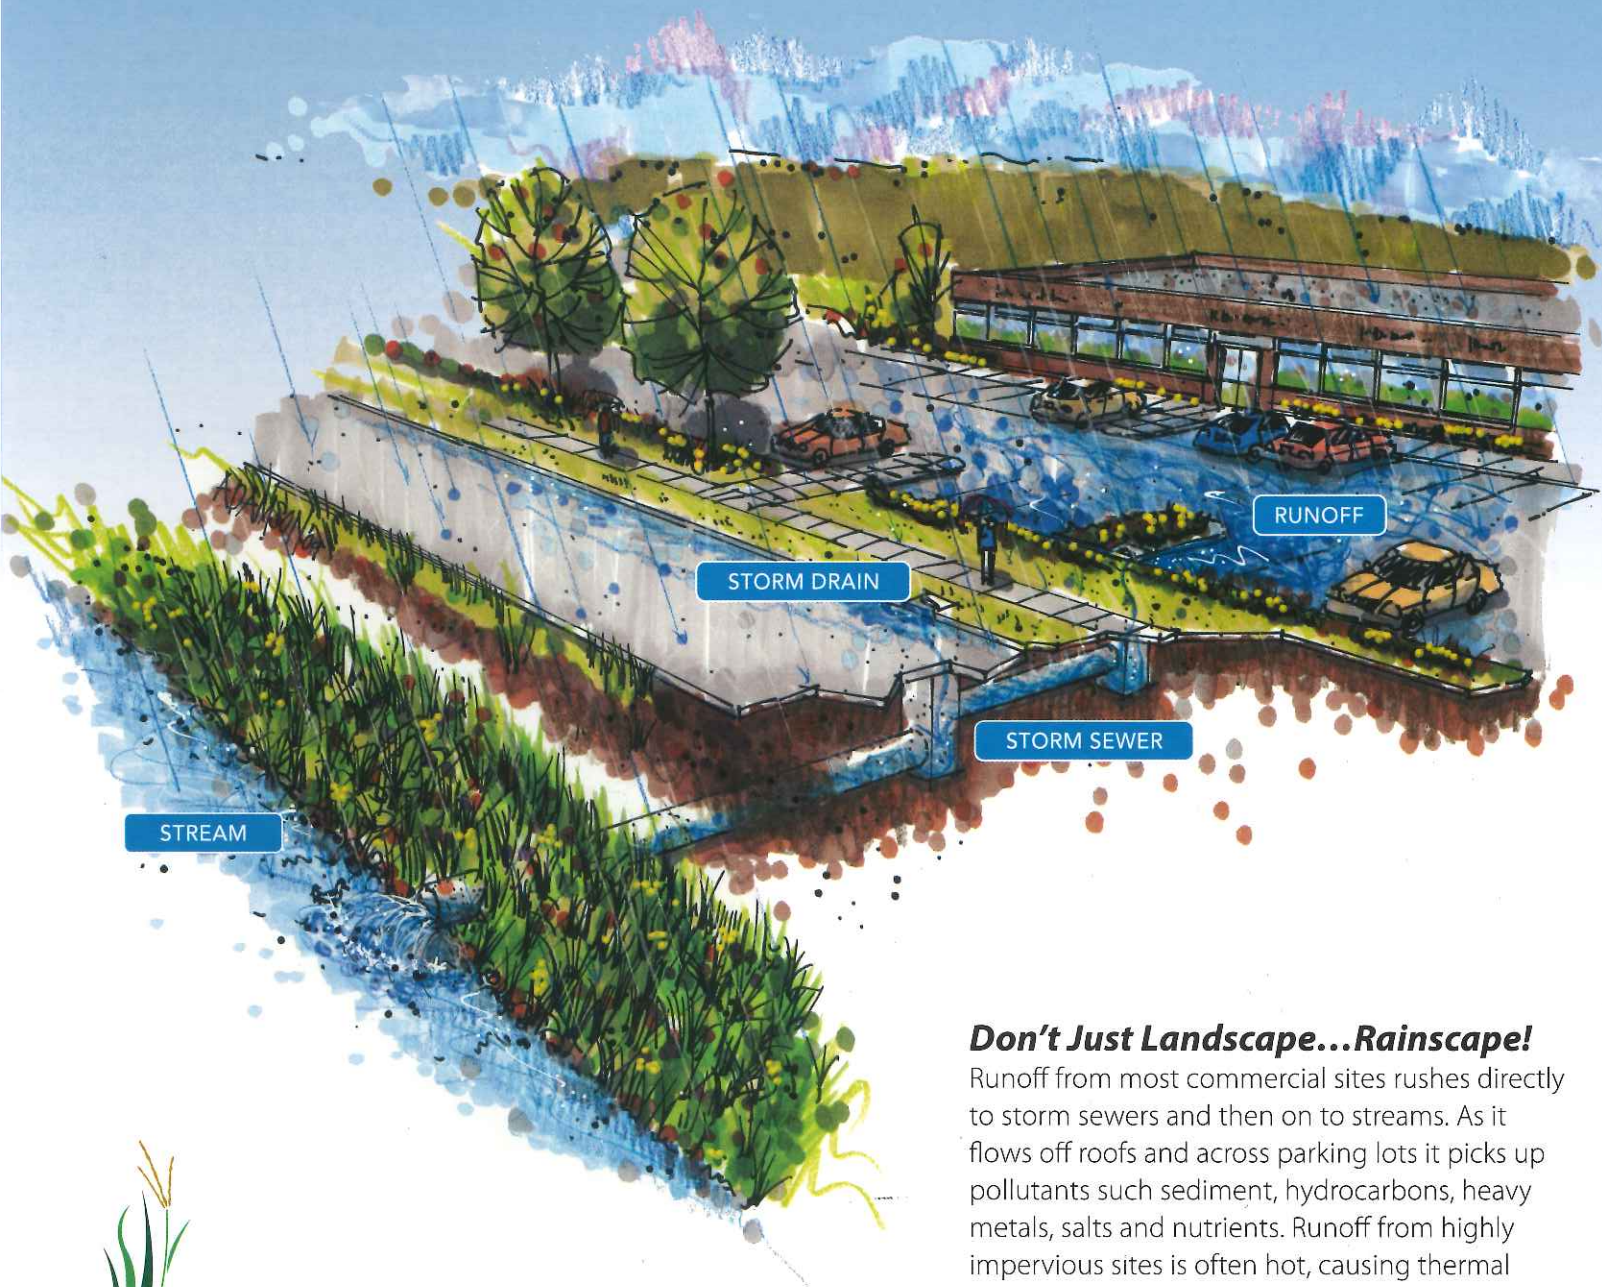 RUNOFF
STORM DRAIN
STORM SEWER
STREAM
Don't Just Landscape...Rainscape!
Runoff from most commercial sites rushes directly
to storm sewers and then on to streams. As it
flows off roofs and across parking lots it picks up
pollutants such sediment, hydrocarbons, heavy
metals, salts and nutrients. Runoff from highly
impervious sites is often hot, causing thermal